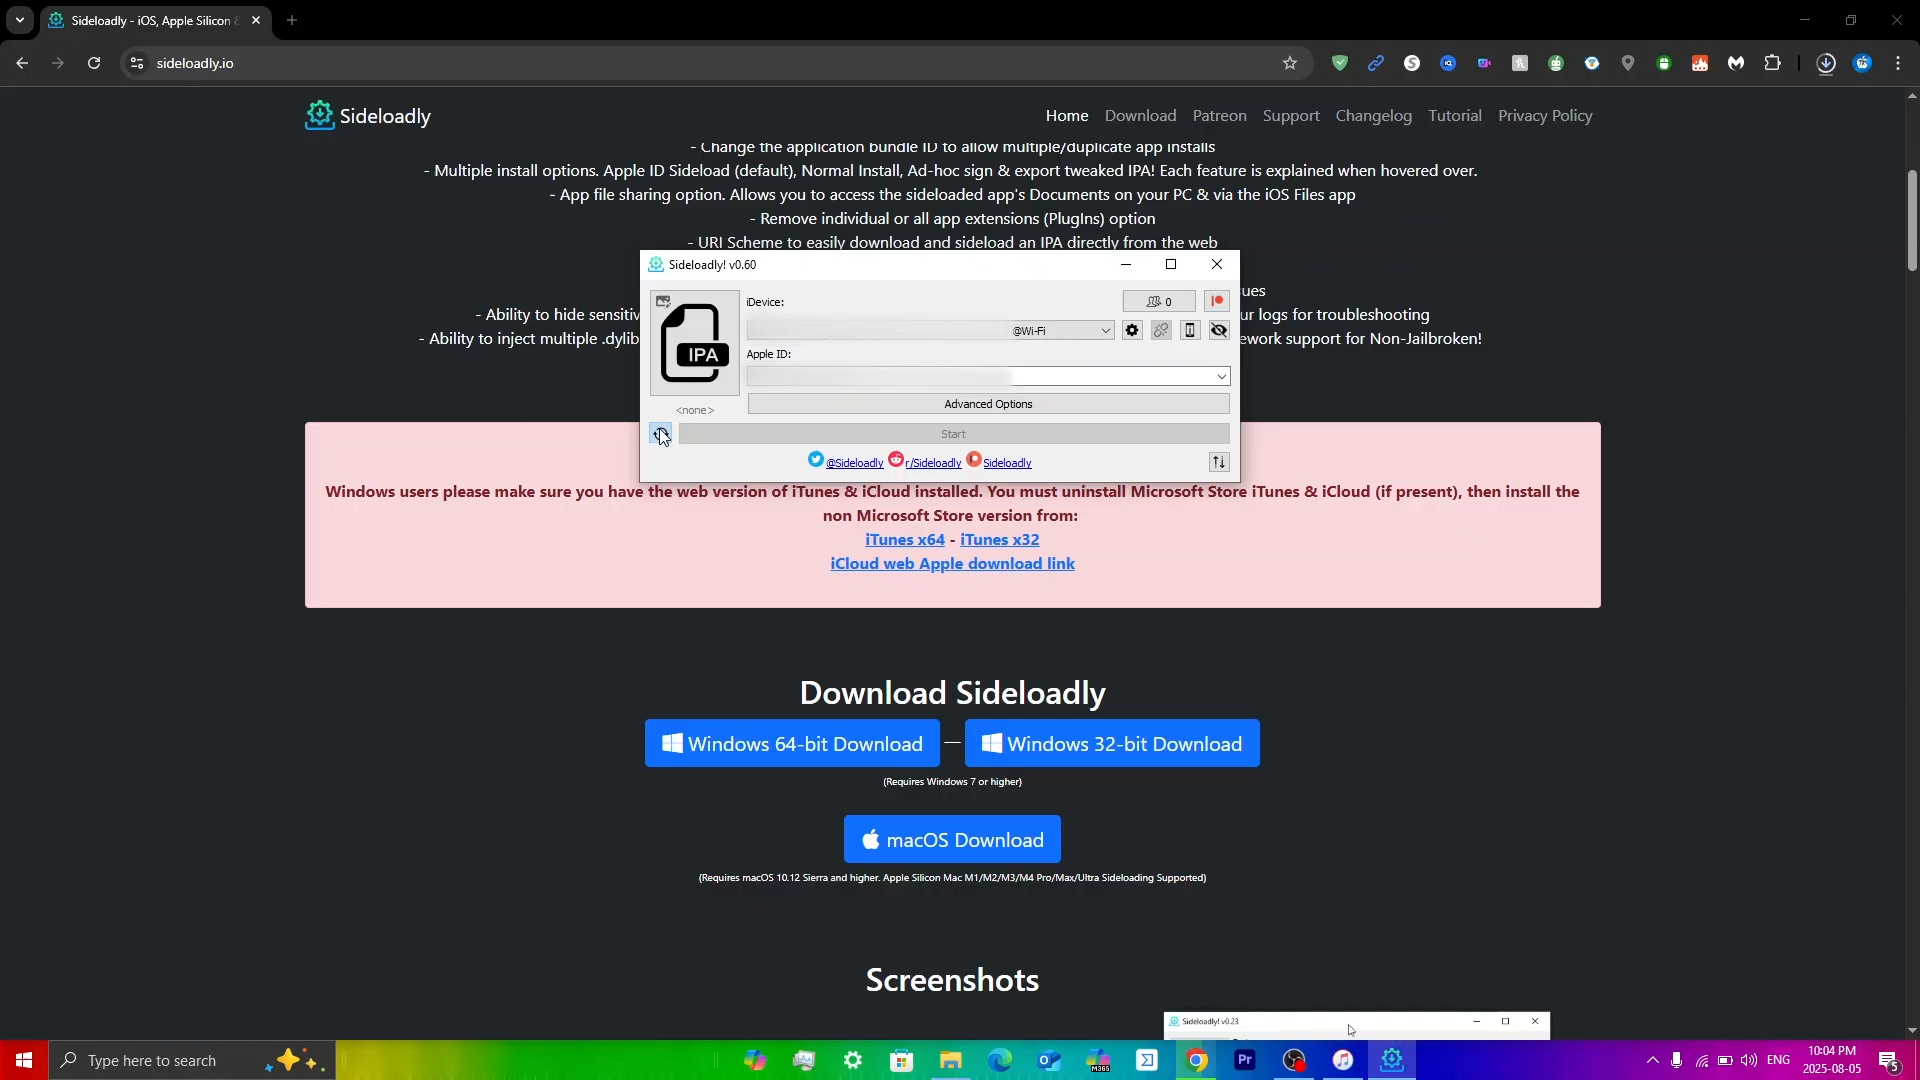 Sideloadly - iOS, Apple Silicon &
sideloadly.io
Sideloadly
Home Download Patreon Support Changelog Tutorial Privacy Policy
- Change the application bundle ID to allow multiple/duplicate app installs
- Multiple install options. Apple ID Sideload (default), Normal Install, Ad-hoc sign & export tweaked IPA! Each feature is explained when hovered over.
- App file sharing option. Allows you to access the sideloaded app's Documents on your PC & via the iOS Files app
- Remove individual or all app extensions (PlugIns) option
- URI Scheme to easily download and sideload an IPA directly from the web
Sideloadly! v0.60
iDevice:
0
@Wi-Fi
Apple ID:
IPA
<none>
Advanced Options
Start
@Sideloadly r/Sideloadly Sideloadly
ues
- Ability to hide sensitiv
ur logs for troubleshooting
- Ability to inject multiple .dylib
ework support for Non-Jailbroken!
Windows users please make sure you have the web version of iTunes & iCloud installed. You must uninstall Microsoft Store iTunes & iCloud (if present), then install the
non Microsoft Store version from:
iTunes x64 - iTunes x32
iCloud web Apple download link
Download Sideloadly
Windows 64-bit Download — Windows 32-bit Download
(Requires Windows 7 or higher)
macOS Download
(Requires macOS 10.12 Sierra and higher. Apple Silicon Mac M1/M2/M3/M4 Pro/Max/Ultra Sideloading Supported)
Screenshots
Sideloadly! v0.23
Type here to search
M365
Pr
ENG
10:04 PM
2025-08-05
5